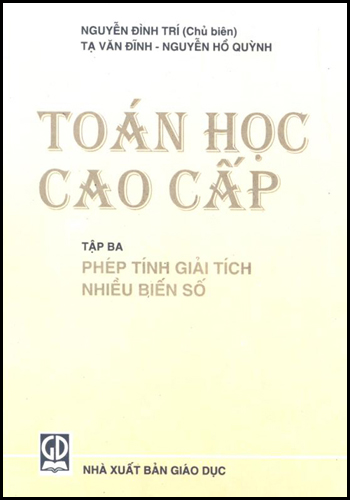 NGUYỄN ĐÌNH TRÍ (Chủ biên)
TẠ VĂN ĐĨNH - NGUYỄN HỒ QUỲNH
TOÁN HỌC
CAO CẤP
TẬP BA
PHÉP TÍNH GIẢI TÍCH
NHIỀU BIẾN SỐ
GD
NHÀ XUẤT BẢN GIÁO DỤC